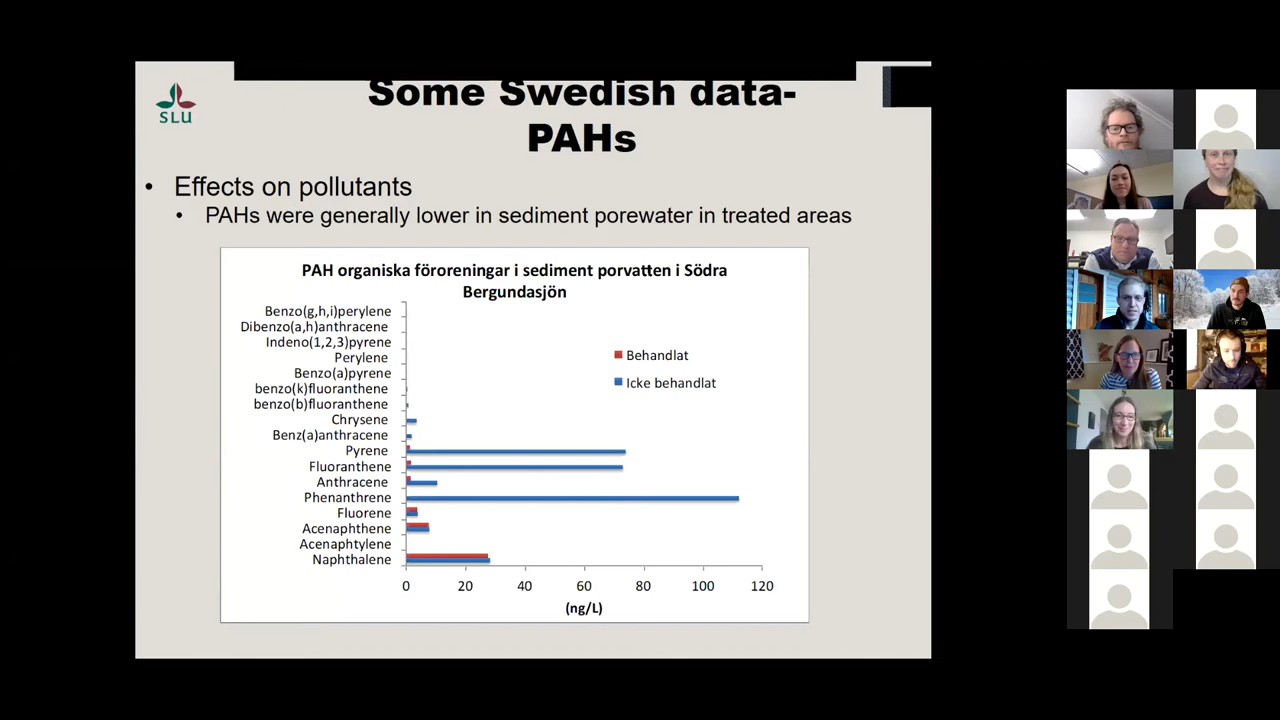 Some Swedish data-
PAHs
SLU
• Effects on pollutants
• PAHs were generally lower in sediment porewater in treated areas
PAH organiska föroreningar i sediment porvatten i Södra
Bergundasjön
Benzo(g,h,i)perylene
Dibenzo(a,h)anthracene
Indeno(1,2,3)pyrene
Perylene
Benzo(a)pyrene
benzo(k)fluoranthene
benzo(b)fluoranthene
Chrysene
Benz(a)anthracene
Pyrene
Fluoranthene
Anthracene
Phenanthrene
Fluorene
Acenaphthene
Acenaphtylene
Naphthalene
Behandlat
Icke behandlat
0 20 40 60 80 100 120
(ng/L)